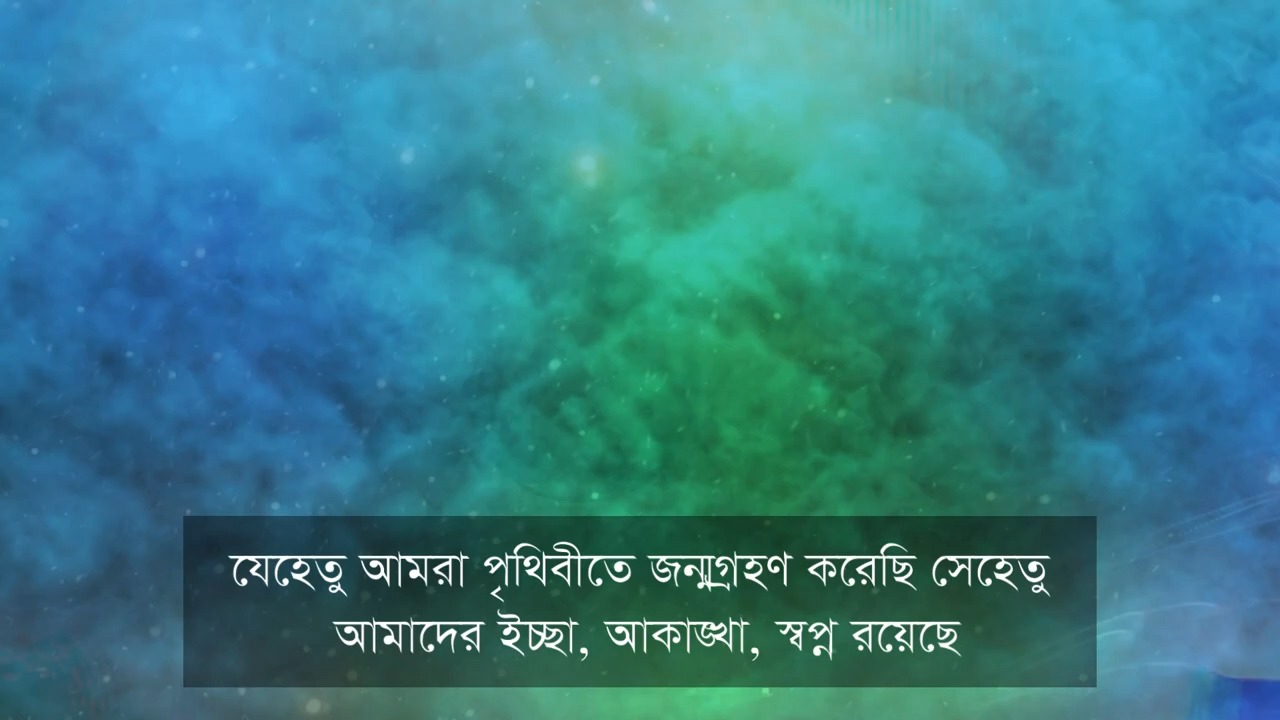 যেহেতু আমরা পৃথিবীতে জন্মগ্রহণ করেছি সেহেতু
আমাদের ইচ্ছা, আকাঙ্খা, স্বপ্ন রয়েছে